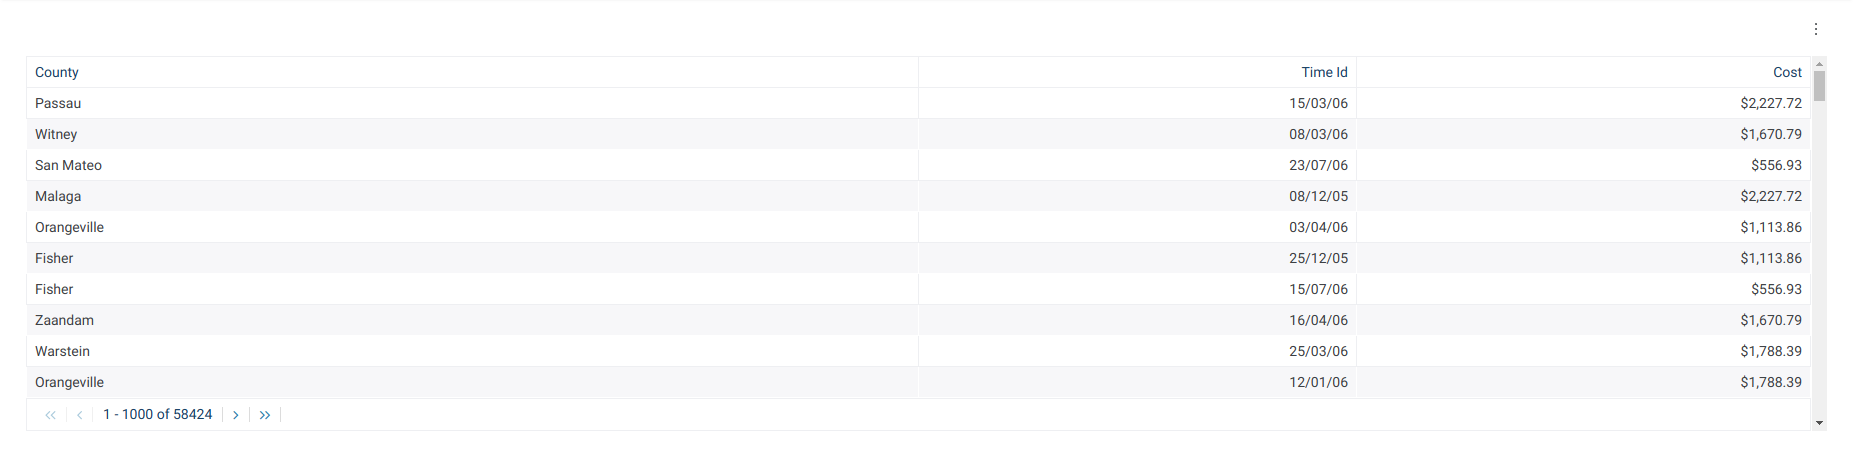 County Time Id Cost
Passau 15/03/06 $2,227.72
Witney 08/03/06 $1,670.79
San Mateo 23/07/06 $556.93
Malaga 08/12/05 $2,227.72
Orangeville 03/04/06 $1,113.86
Fisher 25/12/05 $1,113.86
Fisher 15/07/06 $556.93
Zaandam 16/04/06 $1,670.79
Warstein 25/03/06 $1,788.39
Orangeville 12/01/06 $1,788.39
1 - 1000 of 58424